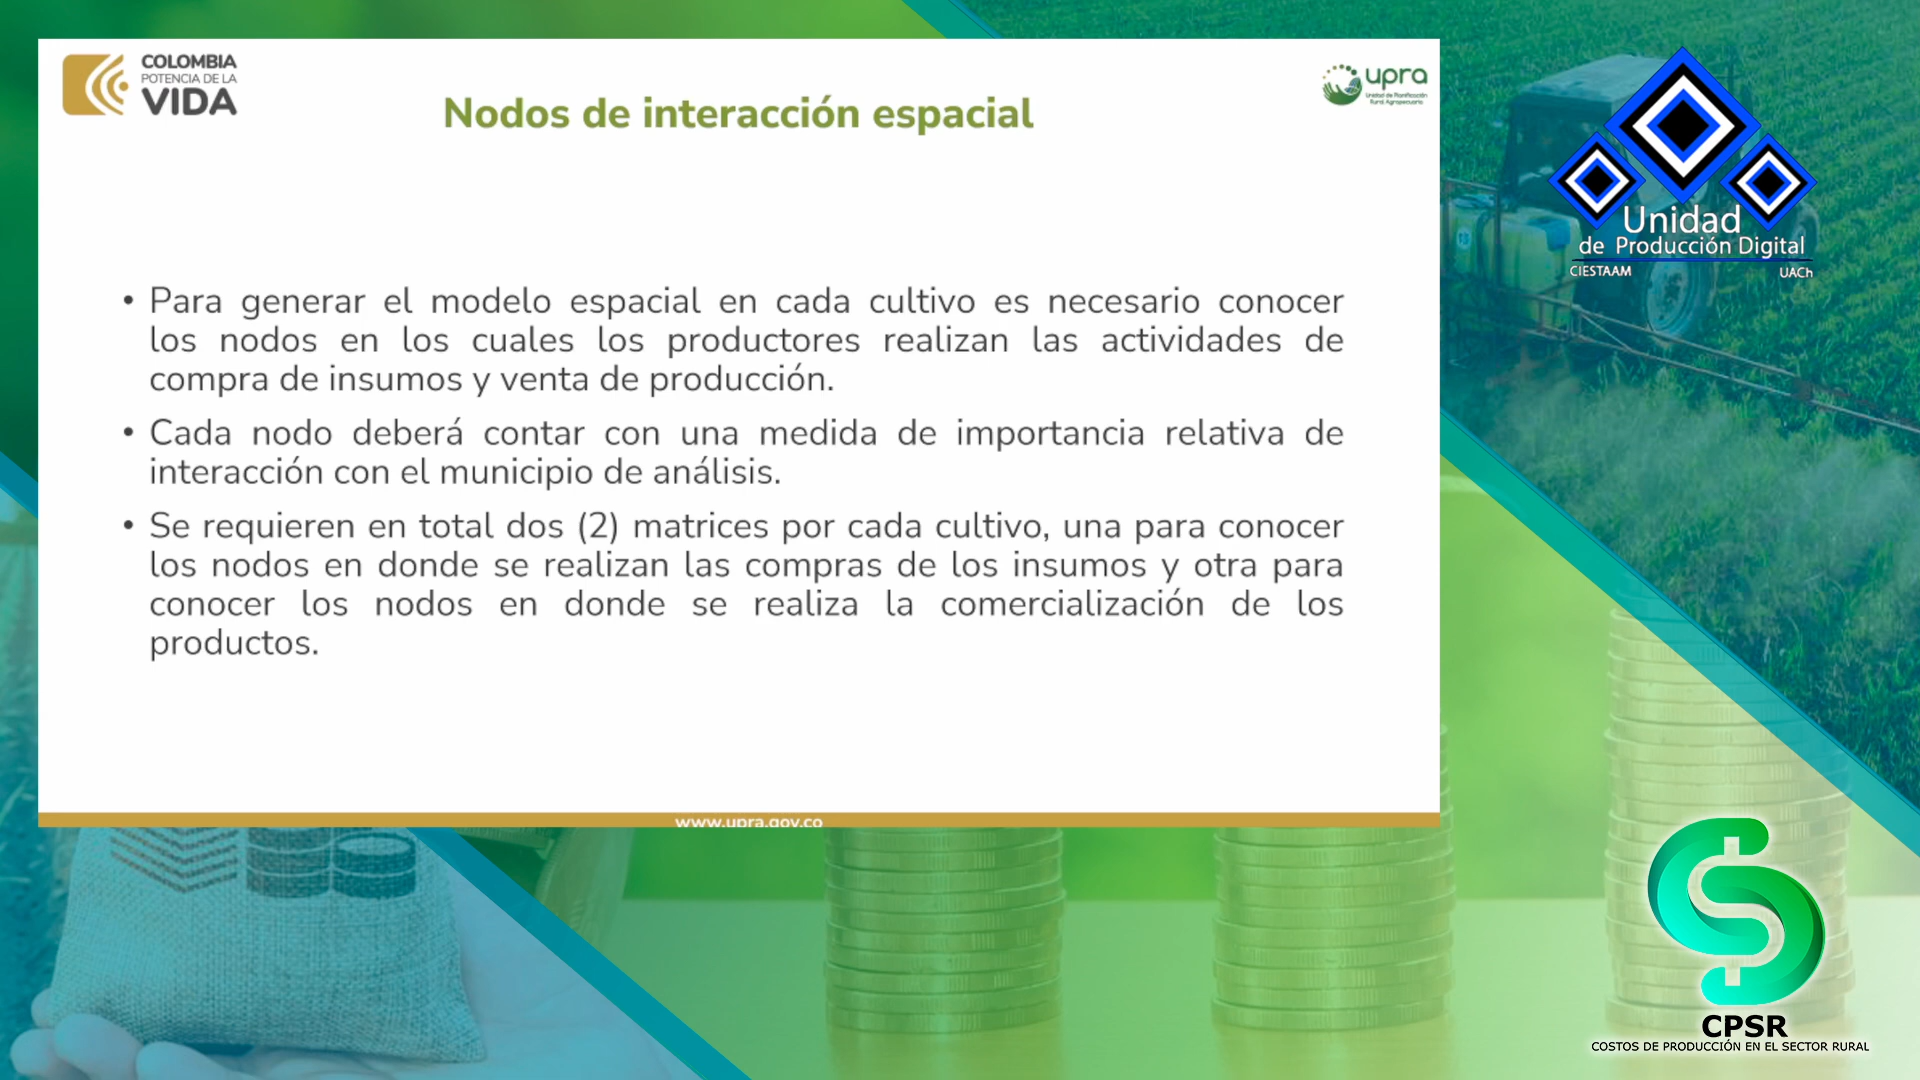 COLOMBIA
POTENCIA DE LA
VIDA
upra
Unidad de Planificación
Rural Agropecuaria
Nodos de interacción espacial
• Para generar el modelo espacial en cada cultivo es necesario conocer
los nodos en los cuales los productores realizan las actividades de
compra de insumos y venta de producción.
• Cada nodo deberá contar con una medida de importancia relativa de
interacción con el municipio de análisis.
• Se requieren en total dos (2) matrices por cada cultivo, una para conocer
los nodos en donde se realizan las compras de los insumos y otra para
conocer los nodos en donde se realiza la comercialización de los
productos.
www.upra.gov.co
Unidad
de Producción Digital
CIESTAAM UACh
CPSR
COSTOS DE PRODUCCIÓN EN EL SECTOR RURAL